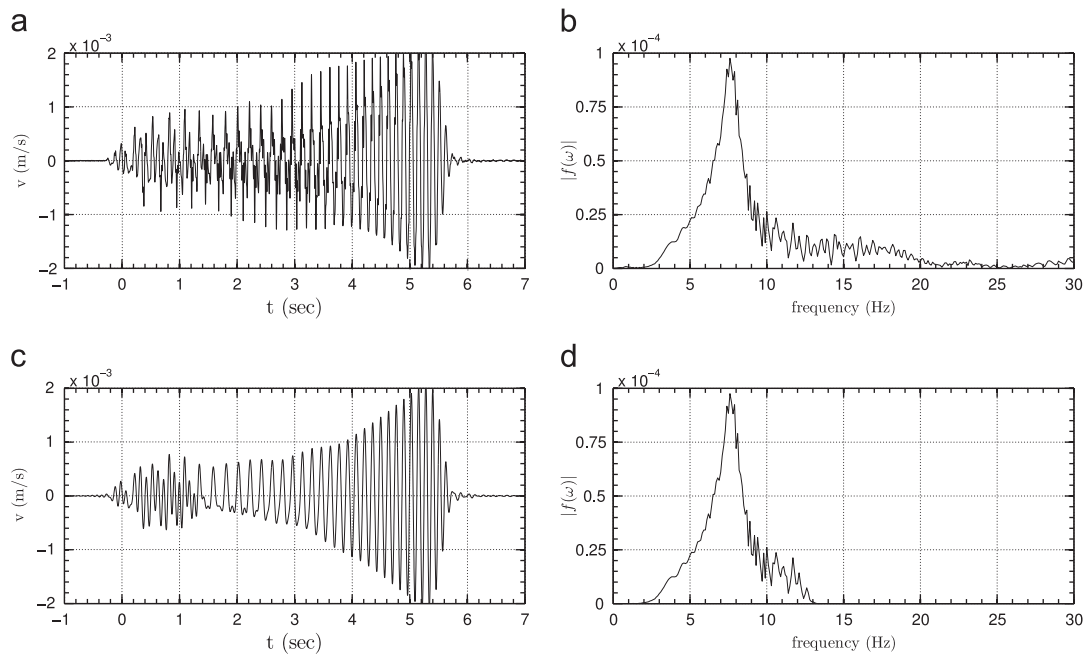 a
x 10⁻³
2
1
0
−1
−2
v (m/s)
−1 0 1 2 3 4 5 6 7
t (sec)
b
x 10⁻⁴
1
0.75
0.5
0.25
0
|f(ω)|
0 5 10 15 20 25 30
frequency (Hz)
c
x 10⁻³
2
1
0
−1
−2
v (m/s)
−1 0 1 2 3 4 5 6 7
t (sec)
d
x 10⁻⁴
1
0.75
0.5
0.25
0
|f(ω)|
0 5 10 15 20 25 30
frequency (Hz)